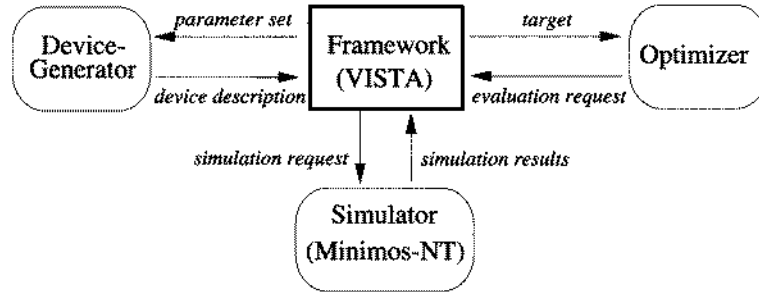 parameter set
target
Device-
Generator
Framework
(VISTA)
Optimizer
device description
evaluation request
simulation request
simulation results
Simulator
(Minimos-NT)